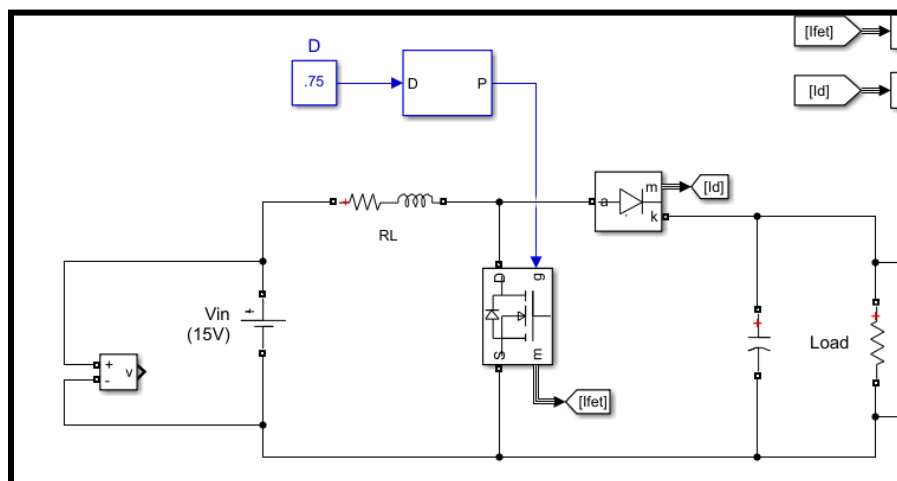 D
.75
D
P
[Ifet]
[Id]
m
[Id]
a
k
RL
D
g
S
m
[Ifet]
Vin
(15V)
+
-
v
Load